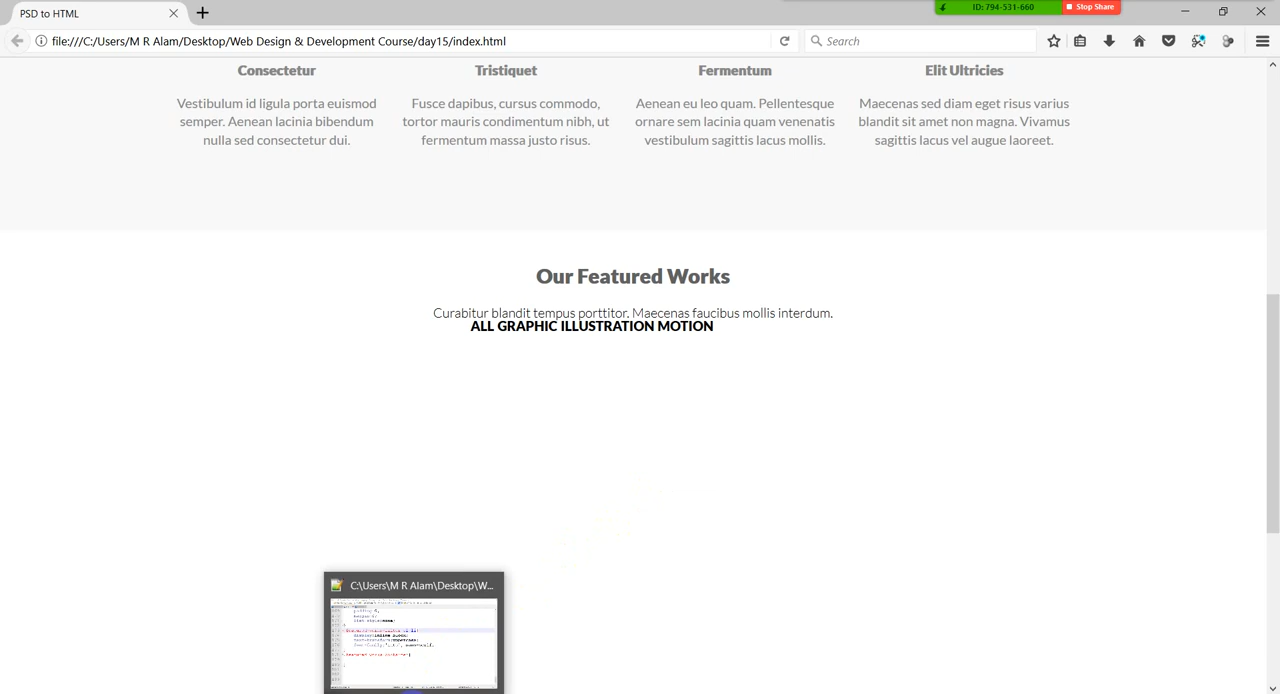 PSD to HTML
ID: 794-531-660
Stop Share
file:///C:/Users/M R Alam/Desktop/Web Design & Development Course/day15/index.html
Search
Consectetur
Tristiquet
Fermentum
Elit Ultricies
Vestibulum id ligula porta euismod
semper. Aenean lacinia bibendum
nulla sed consectetur dui.
Fusce dapibus, cursus commodo,
tortor mauris condimentum nibh, ut
fermentum massa justo risus.
Aenean eu leo quam. Pellentesque
ornare sem lacinia quam venenatis
vestibulum sagittis lacus mollis.
Maecenas sed diam eget risus varius
blandit sit amet non magna. Vivamus
sagittis lacus vel augue laoreet.
Our Featured Works
Curabitur blandit tempus porttitor. Maecenas faucibus mollis interdum.
ALL GRAPHIC ILLUSTRATION MOTION
C:\Users\M R Alam\Desktop\W...